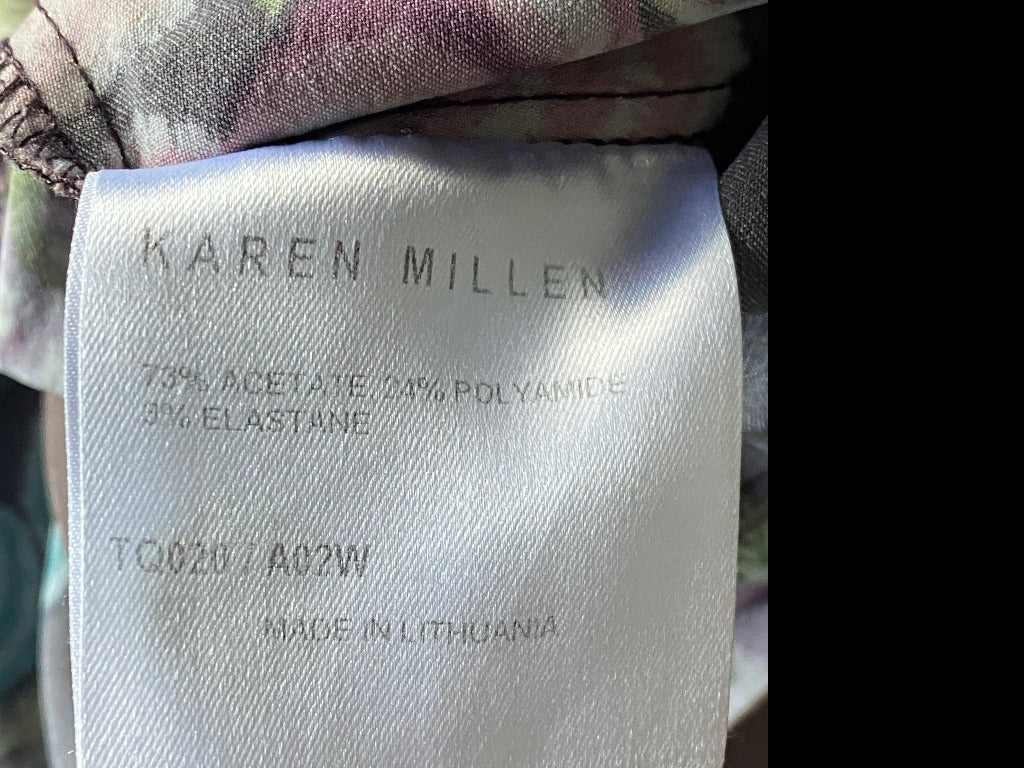 KAREN MILLEN
73% ACETATE, 24% POLYAMIDE
3% ELASTANE
TQ020 / A02W
MADE IN LITHUANIA